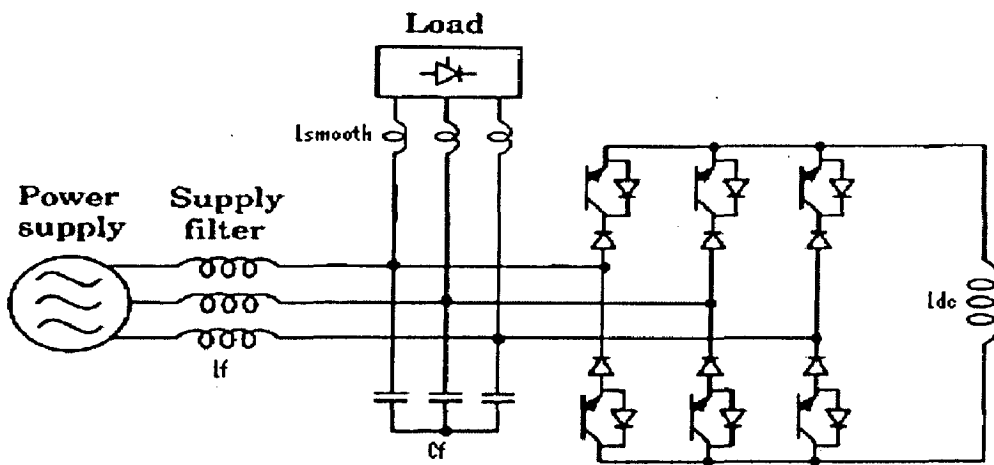 Load
lsmooth
Power
supply
Supply
filter
lf
Cf
ldc